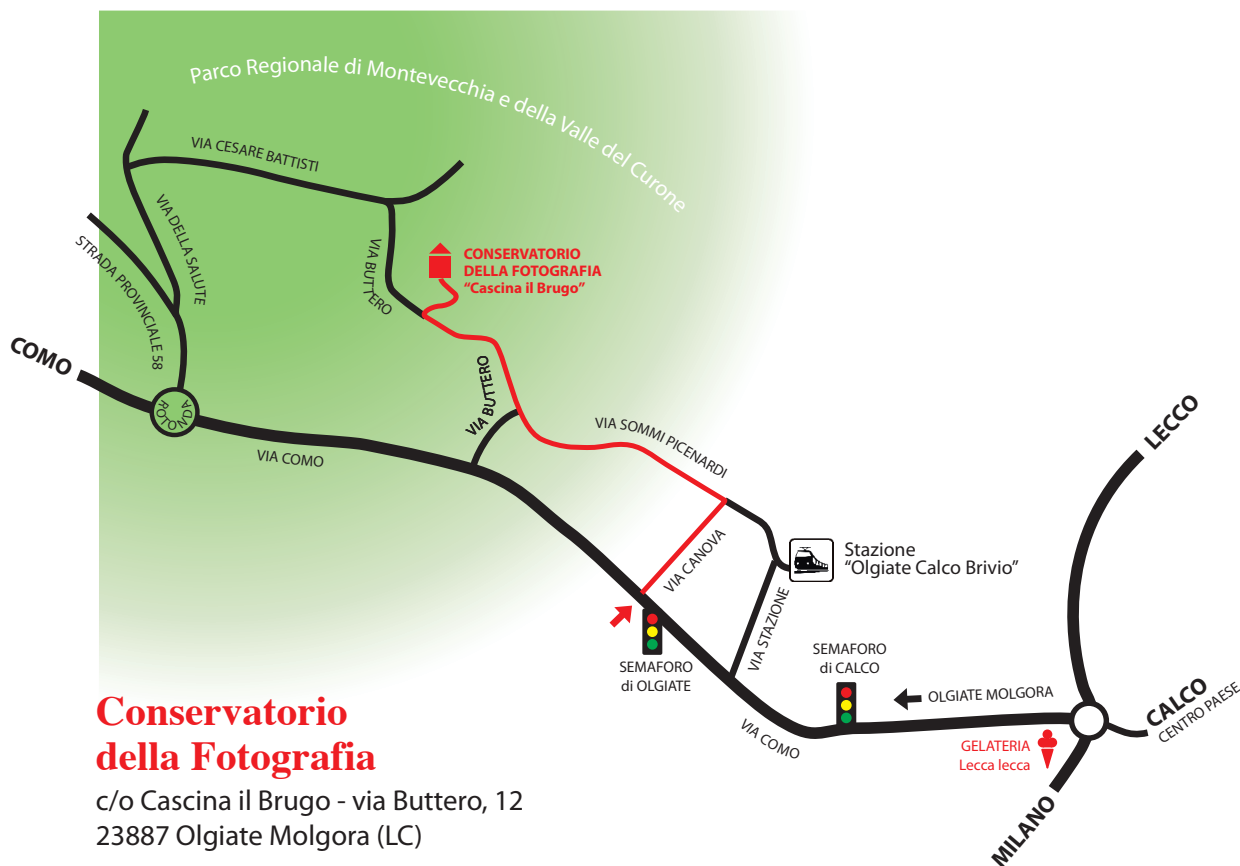 Parco Regionale di Montevecchia e della Valle del Curone
VIA CESARE BATTISTI
VIA DELLA SALUTE
STRADA PROVINCIALE 58
VIA BUTTERO
CONSERVATORIO
DELLA FOTOGRAFIA
“Cascina il Brugo”
COMO
ROTONDA
VIA COMO
VIA BUTTERO
VIA SOMMI PICENARDI
LECCO
VIA CANOVA
Stazione
“Olgiate Calco Brivio”
VIA STAZIONE
SEMAFORO
di OLGIATE
SEMAFORO
di CALCO
OLGIATE MOLGORA
CALCO
CENTRO PAESE
VIA COMO
GELATERIA
Lecca lecca
MILANO
Conservatorio
della Fotografia
c/o Cascina il Brugo - via Buttero, 12
23887 Olgiate Molgora (LC)